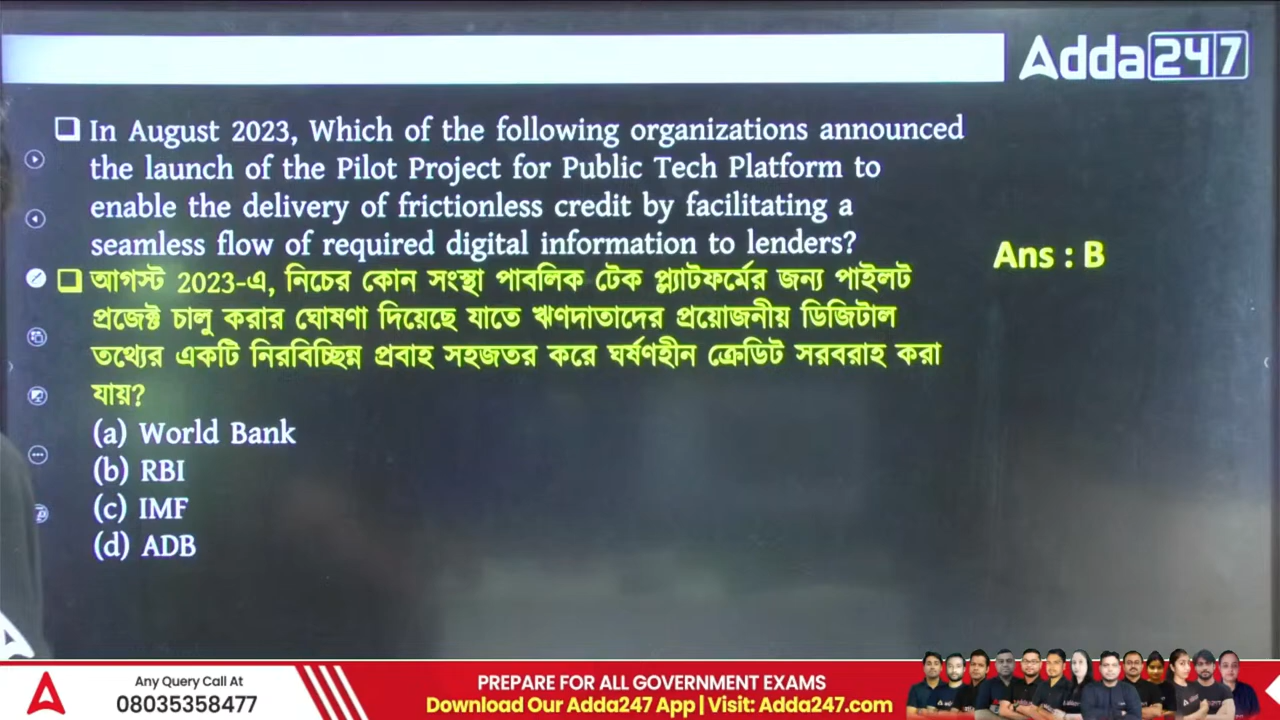 Adda247
In August 2023, Which of the following organizations announced
the launch of the Pilot Project for Public Tech Platform to
enable the delivery of frictionless credit by facilitating a
seamless flow of required digital information to lenders?
Ans : B
আগস্ট 2023-এ, নিচের কোন সংস্থা পাবলিক টেক প্ল্যাটফর্মের জন্য পাইলট
প্রজেক্ট চালু করার ঘোষণা দিয়েছে যাতে ঋণদাতাদের প্রয়োজনীয় ডিজিটাল
তথ্যের একটি নিরবিচ্ছিন্ন প্রবাহ সহজতর করে ঘর্ষণহীন ক্রেডিট সরবরাহ করা
যায়?
(a) World Bank
(b) RBI
(c) IMF
(d) ADB
Any Query Call At
08035358477
PREPARE FOR ALL GOVERNMENT EXAMS
Download Our Adda247 App | Visit: Adda247.com